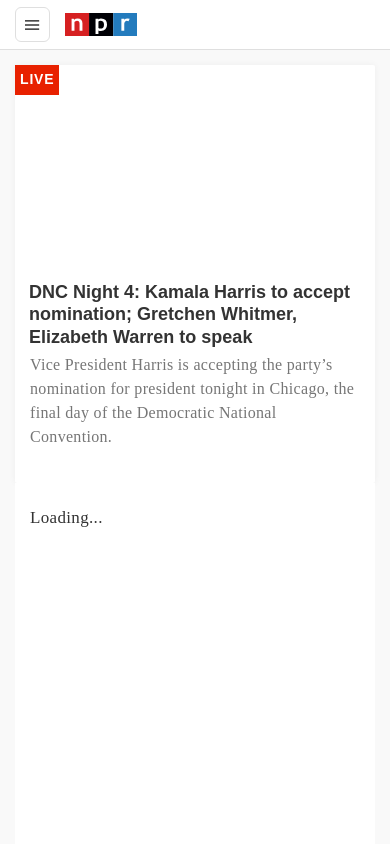 npr
LIVE
DNC Night 4: Kamala Harris to accept
nomination; Gretchen Whitmer,
Elizabeth Warren to speak
Vice President Harris is accepting the party’s
nomination for president tonight in Chicago, the
final day of the Democratic National
Convention.
Loading...